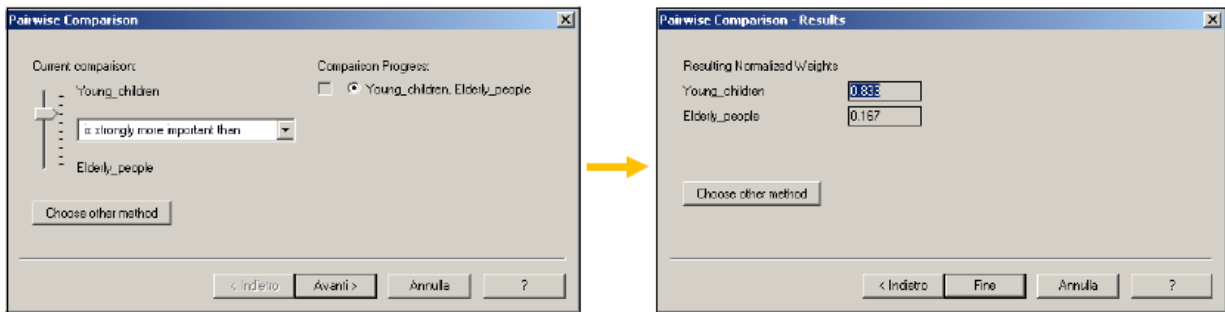 Pairwise Comparison
Current comparison:
Young_children
is strongly more important than
Elderly_people
Comparison Progress:
Young_children, Elderly_people
Choose other method
< Indietro
Avanti >
Annulla
?
Pairwise Comparison - Results
Resulting Normalized Weights
Young_children 0.833
Elderly_people 0.167
Choose other method
< Indietro
Fine
Annulla
?